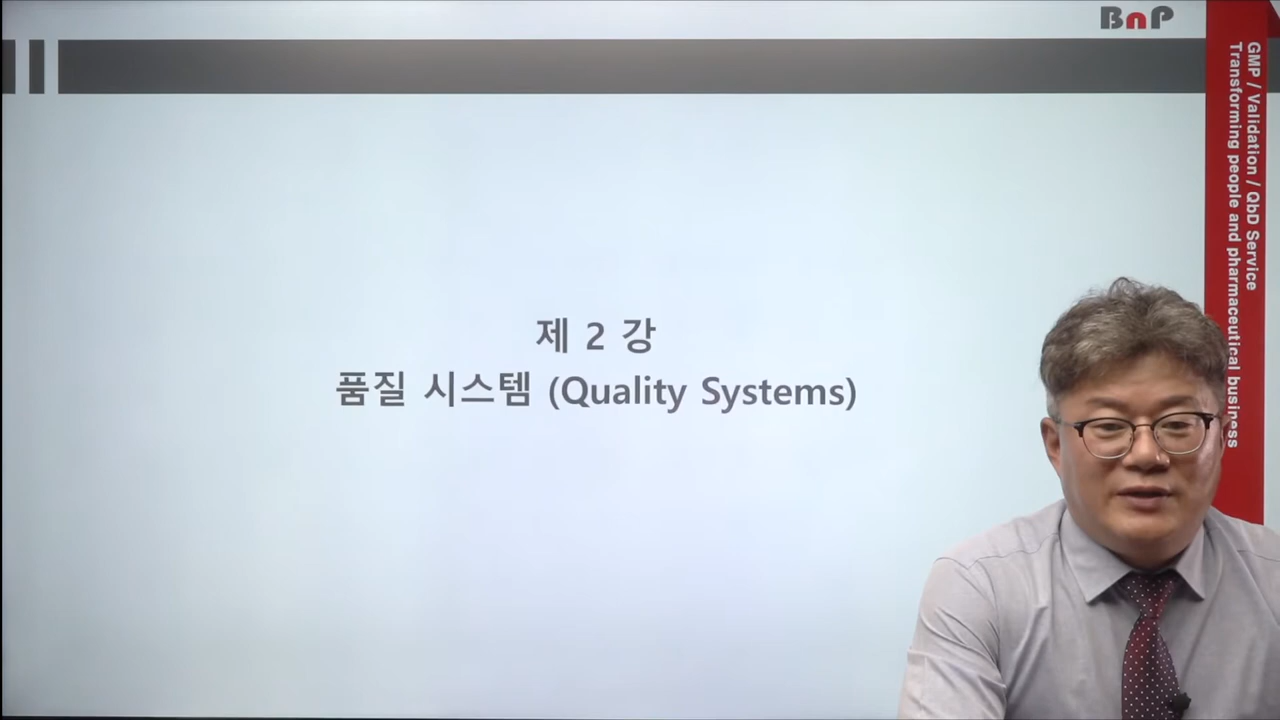 BnP
GMP / Validation / QbD Service
Transforming people and pharmaceutical business
제 2 강
품질 시스템 (Quality Systems)